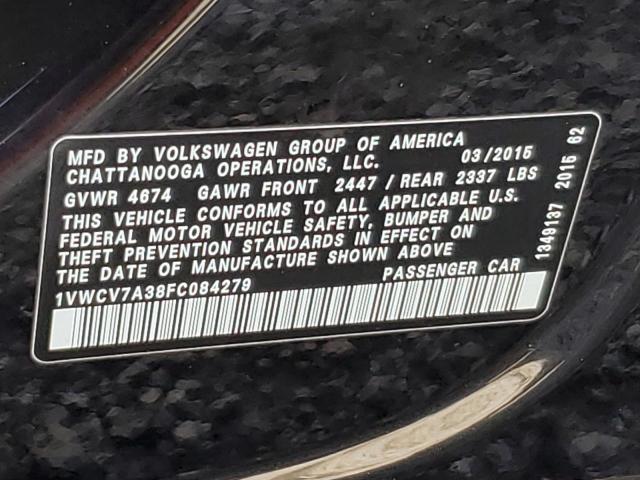 MFD BY VOLKSWAGEN GROUP OF AMERICA
CHATTANOOGA OPERATIONS, LLC. 03/2015
GVWR 4674 GAWR FRONT 2447 / REAR 2337 LBS
THIS VEHICLE CONFORMS TO ALL APPLICABLE U.S.
FEDERAL MOTOR VEHICLE SAFETY, BUMPER AND
THEFT PREVENTION STANDARDS IN EFFECT ON
THE DATE OF MANUFACTURE SHOWN ABOVE
1VWCV7A38FC084279 PASSENGER CAR
1349137 2015 62